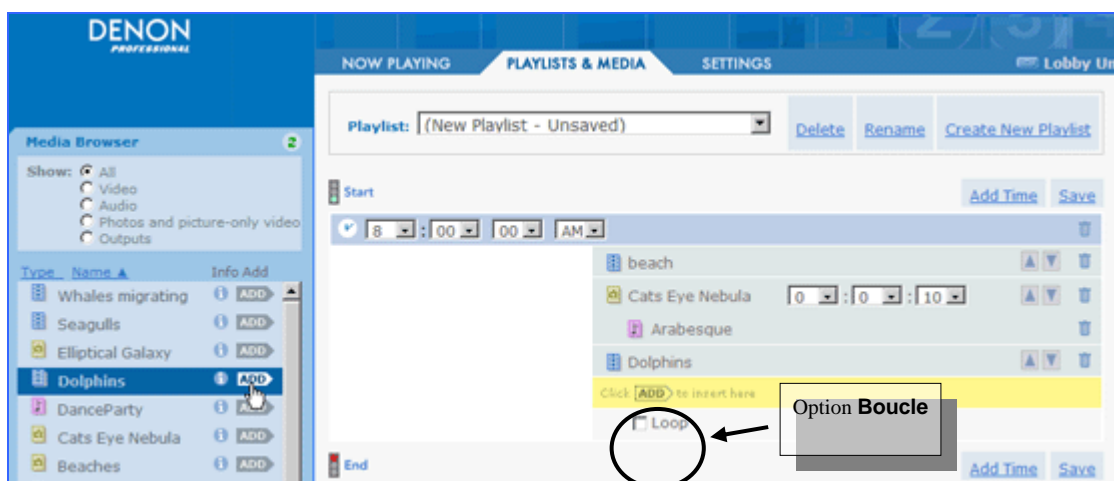 DENON
PROFESSIONAL
NOW PLAYING PLAYLISTS & MEDIA SETTINGS Lobby
Playlist: (New Playlist - Unsaved) Delete Rename Create New Playlist
Media Browser 2
Show: All
Video
Audio
Photos and picture-only video
Outputs
Type Name ▲ Info Add
Whales migrating ADD
Seagulls ADD
Elliptical Galaxy ADD
Dolphins ADD
DanceParty
Cats Eye Nebula ADD
Beaches ADD
Start Add Time Save
8 : 00 00 AM
beach
Cats Eye Nebula 0 : 0 : 10
Arabesque
Dolphins
Click ADD to insert here
Loop
Option Boucle
End Add Time Save